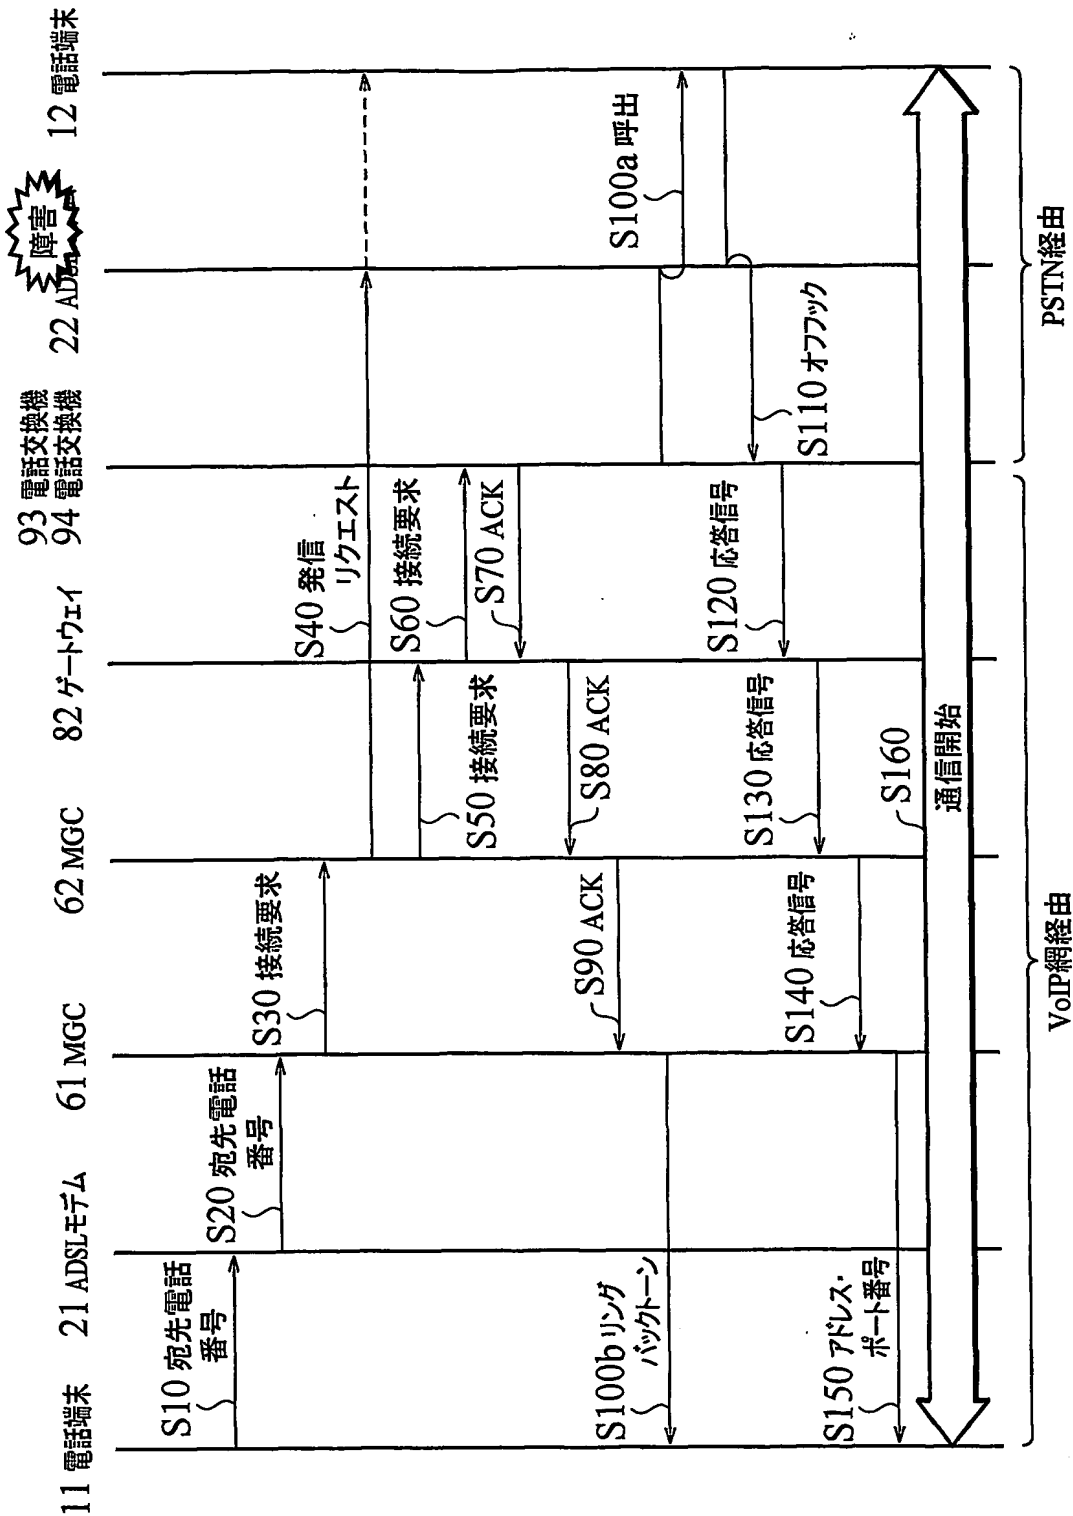 11 電話端末
21 ADSLモデム
61 MGC
62 MGC
82 ゲートウェイ
93 電話交換機
94 電話交換機
22
障害
12 電話端末
S10 宛先電話
番号
S20 宛先電話
番号
S30 接続要求
S40 発信
リクエスト
S50 接続要求
S60 接続要求
S70 ACK
S80 ACK
S90 ACK
S100a 呼出
S100b リング
バックトーン
S110 オフフック
S120 応答信号
S130 応答信号
S140 応答信号
S150 アドレス・
ポート番号
S160
通信開始
VoIP網経由
PSTN経由